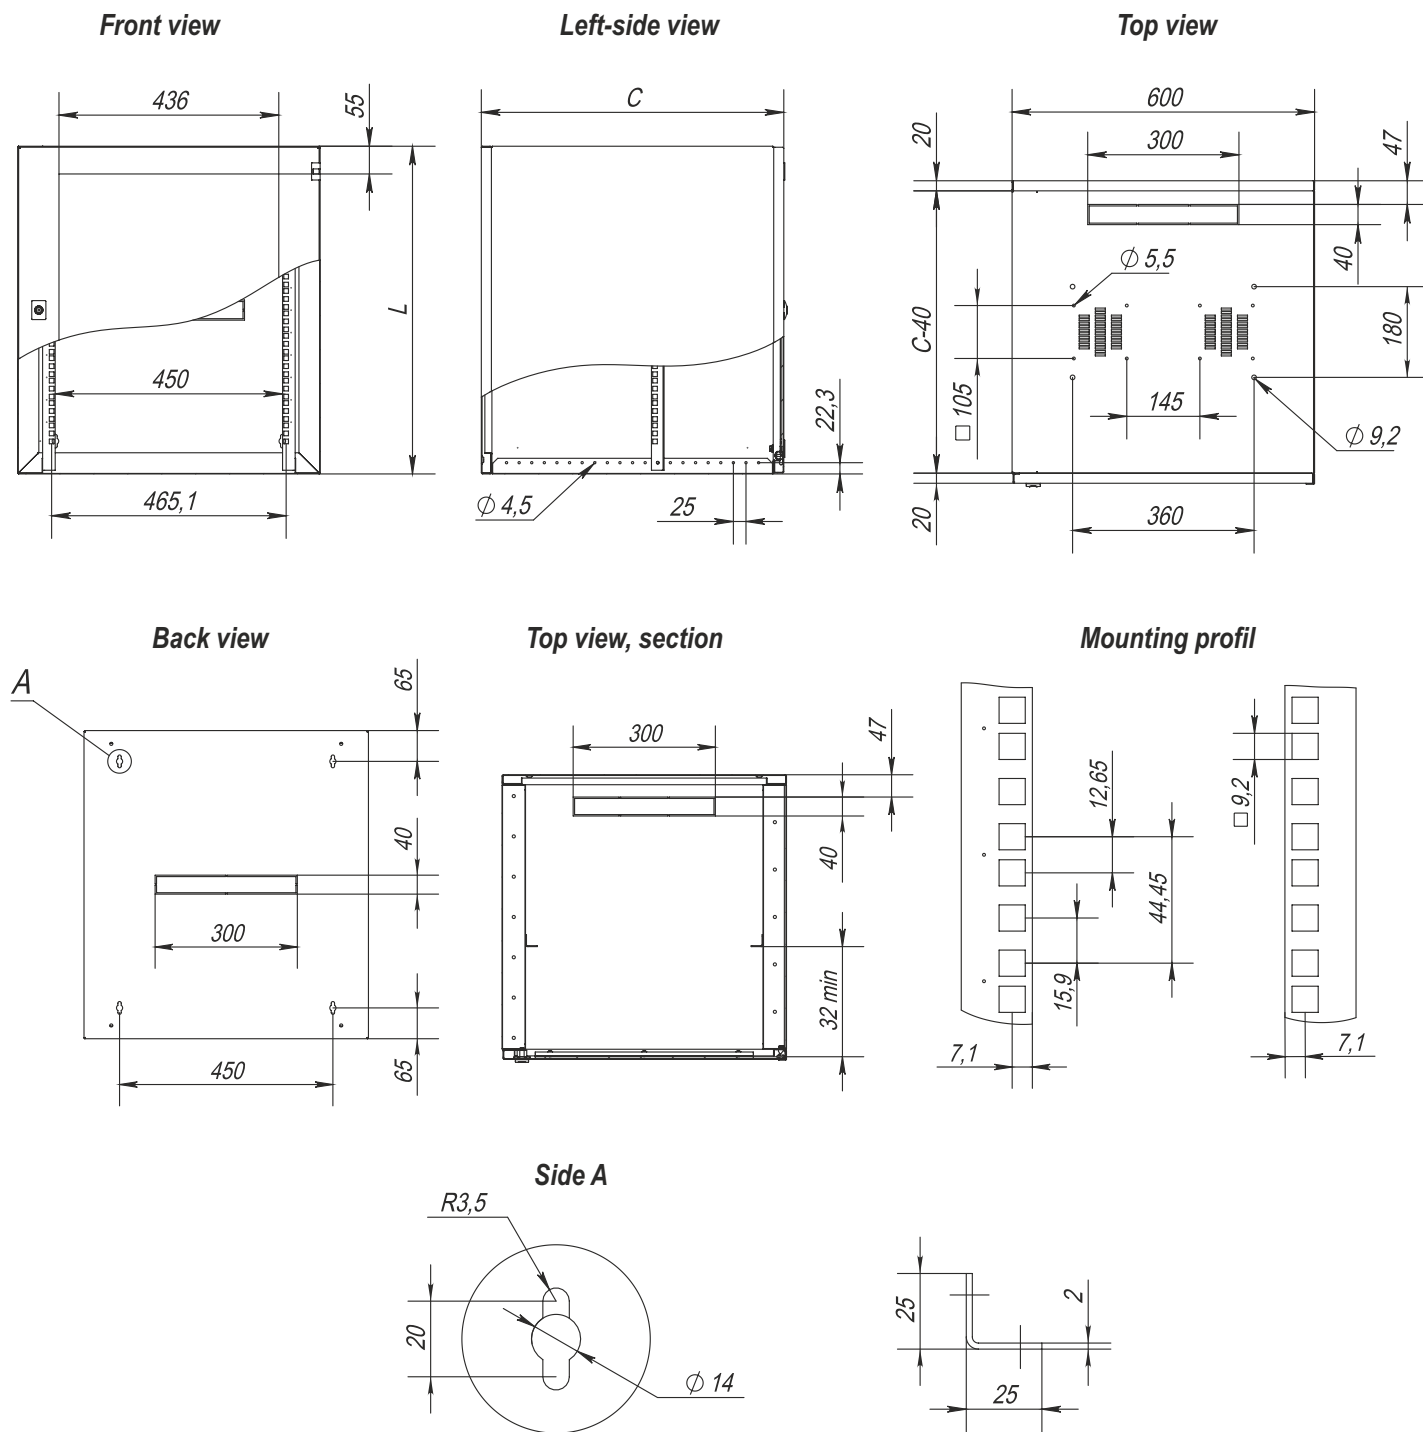 Front view
Left-side view
Top view
436
55
L
450
465,1
C
22,3
Ø 4,5
25
600
300
20
47
40
Ø 5,5
C-40
180
□ 105
145
Ø 9,2
20
360
Back view
Top view, section
Mounting profil
A
65
40
300
65
450
300
47
40
32 min
12,65
44,45
15,9
7,1
□ 9,2
7,1
Side A
R3,5
20
Ø 14
25
2
25